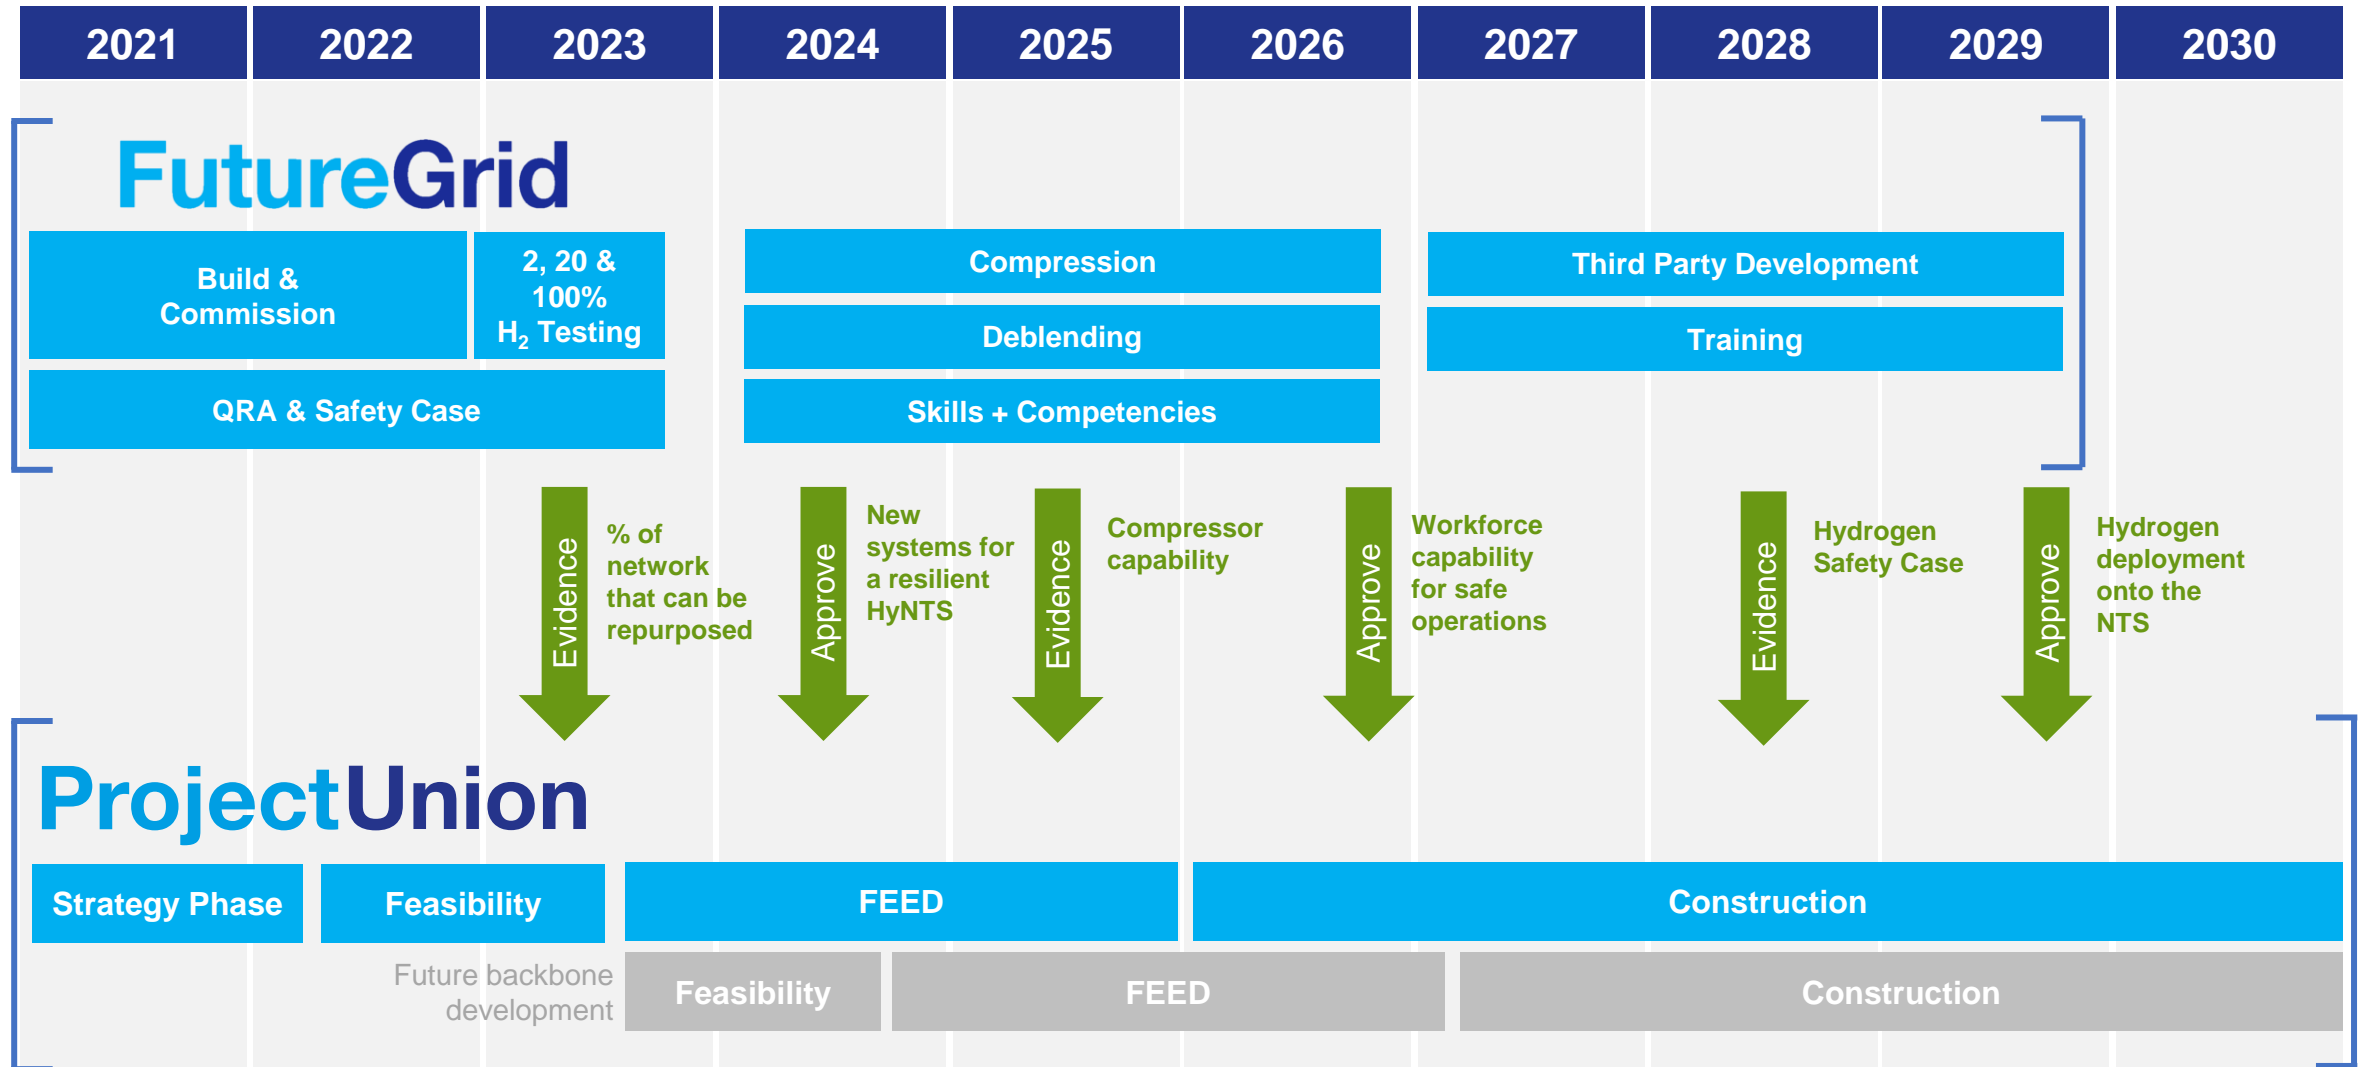 2021 2022 2023 2024 2025 2026 2027 2028 2029 2030
FutureGrid
Build &
Commission
2, 20 &
100%
H₂ Testing
QRA & Safety Case
Compression
Deblending
Skills + Competencies
Third Party Development
Training
Evidence
% of
network
that can be
repurposed
Approve
New
systems for
a resilient
HyNTS
Evidence
Compressor
capability
Approve
Workforce
capability
for safe
operations
Evidence
Hydrogen
Safety Case
Approve
Hydrogen
deployment
onto the
NTS
ProjectUnion
Strategy Phase
Feasibility
FEED
Construction
Future backbone
development
Feasibility
FEED
Construction